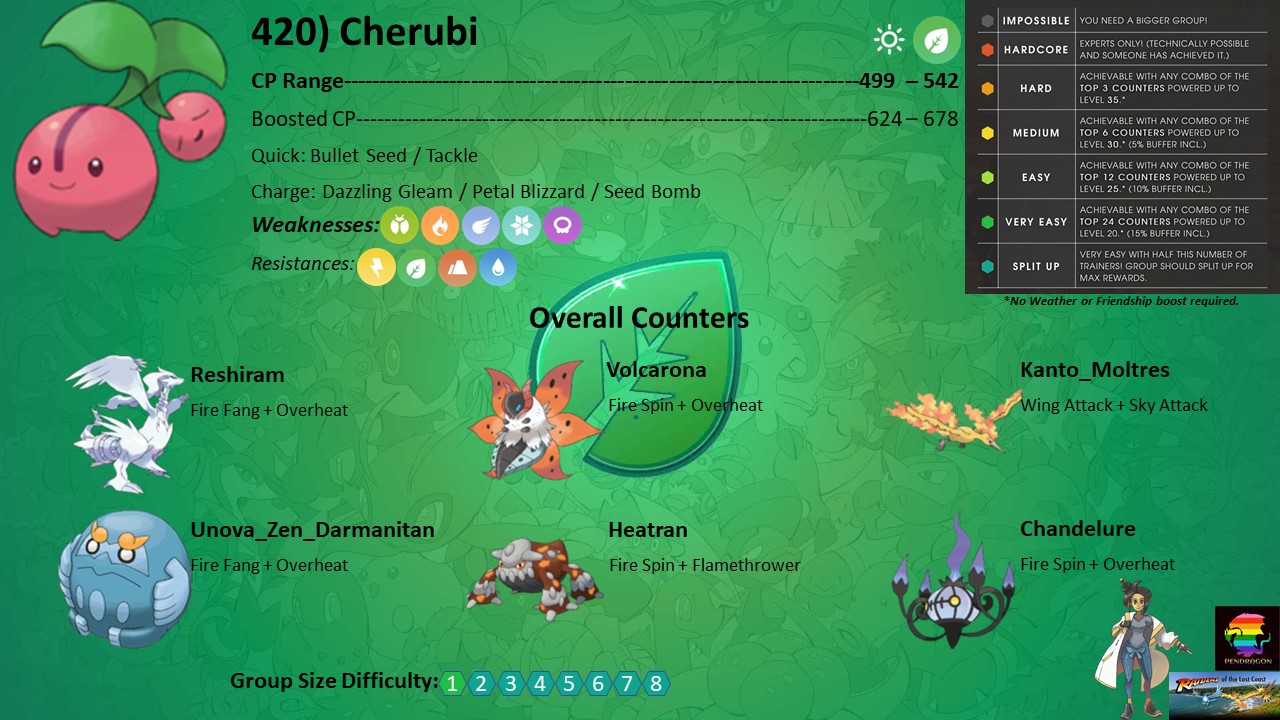 420) Cherubi
CP Range-----------------------------------------------------------------------499 – 542
Boosted CP-------------------------------------------------------------------------624 – 678
Quick: Bullet Seed / Tackle
Charge: Dazzling Gleam / Petal Blizzard / Seed Bomb
Weaknesses:
Resistances:
IMPOSSIBLE YOU NEED A BIGGER GROUP!
HARDCORE EXPERTS ONLY! (TECHNICALLY POSSIBLE
AND SOMEONE HAS ACHIEVED IT.)
HARD ACHIEVABLE WITH ANY COMBO OF THE
TOP 3 COUNTERS POWERED UP TO
LEVEL 35.*
MEDIUM ACHIEVABLE WITH ANY COMBO OF THE
TOP 6 COUNTERS POWERED UP TO
LEVEL 30.* (5% BUFFER INCL.)
EASY ACHIEVABLE WITH ANY COMBO OF THE
TOP 12 COUNTERS POWERED UP TO
LEVEL 25.* (10% BUFFER INCL.)
VERY EASY ACHIEVABLE WITH ANY COMBO OF THE
TOP 24 COUNTERS POWERED UP TO
LEVEL 20.* (15% BUFFER INCL.)
SPLIT UP VERY EASY WITH HALF THIS NUMBER OF
TRAINERS! GROUP SHOULD SPLIT UP FOR
MAX REWARDS.
*No Weather or Friendship boost required.
Overall Counters
Reshiram
Fire Fang + Overheat
Volcarona
Fire Spin + Overheat
Kanto_Moltres
Wing Attack + Sky Attack
Unova_Zen_Darmanitan
Fire Fang + Overheat
Heatran
Fire Spin + Flamethrower
Chandelure
Fire Spin + Overheat
Group Size Difficulty: 1 2 3 4 5 6 7 8
PENDRAGON
RAIDERS of the Lost Coast